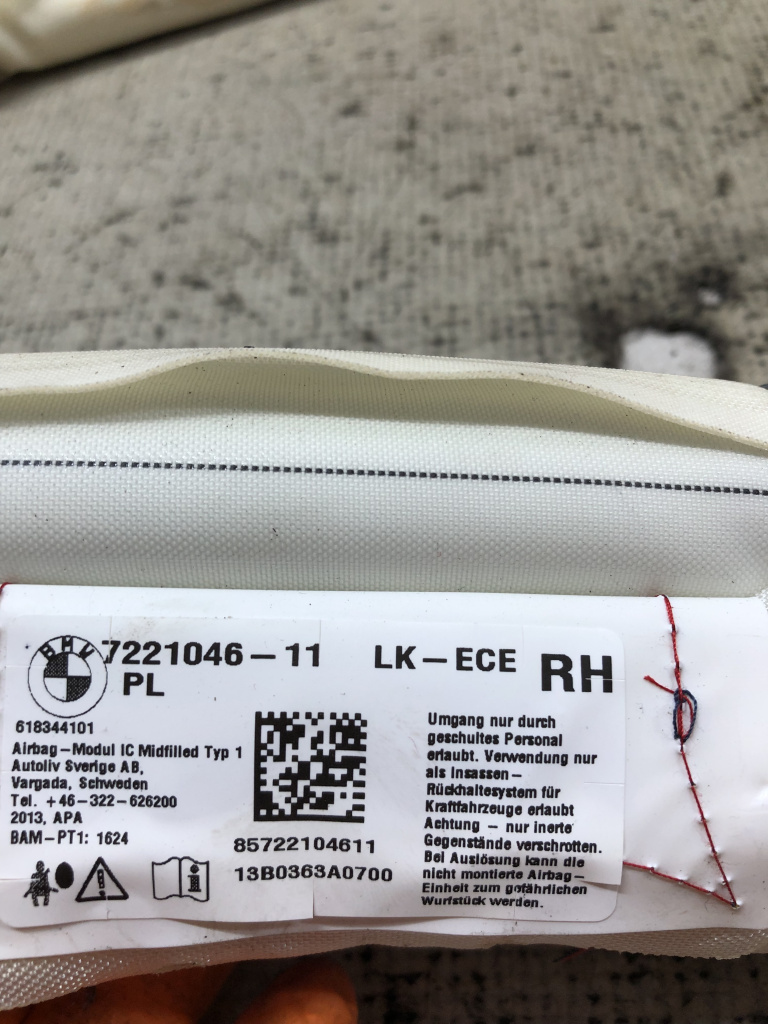 BMW
7221046-11 LK-ECE RH
PL
618344101
Airbag-Modul IC Midfilled Typ 1
Autoliv Sverige AB,
Vargada, Schweden
Tel. +46-322-626200
2013, APA
BAM-PT1: 1624
85722104611
13B0363A0700
Umgang nur durch
geschultes Personal
erlaubt. Verwendung nur
als Insassen-
Rückhaltesystem für
Kraftfahrzeuge erlaubt
Achtung - nur inerte
Gegenstände verschrotten.
Bei Auslösung kann die
nicht montierte Airbag-
Einheit zum gefährlichen
Wurfstück werden.